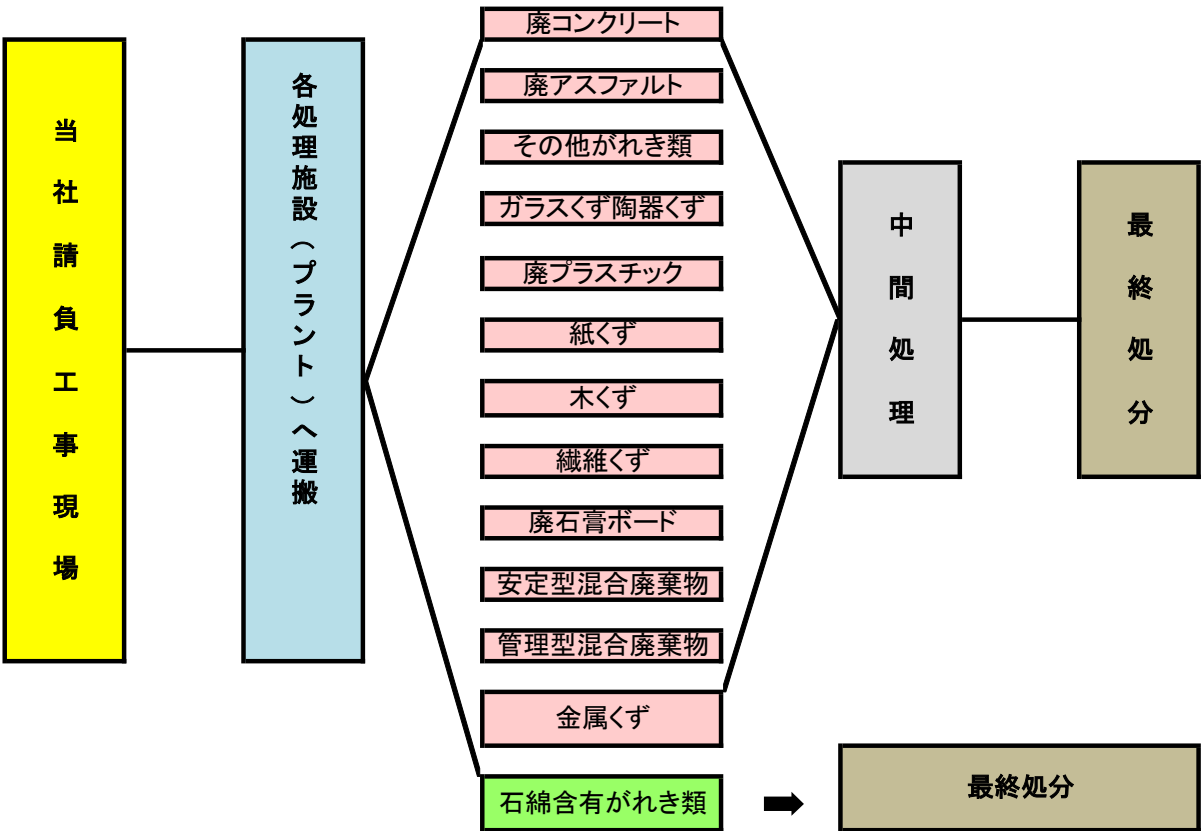 当社請負工事現場
各処理施設（プラント）へ運搬
廃コンクリート
廃アスファルト
その他がれき類
ガラスくず陶器くず
廃プラスチック
紙くず
木くず
繊維くず
廃石膏ボード
安定型混合廃棄物
管理型混合廃棄物
金属くず
石綿含有がれき類
中間処理
最終処分
最終処分